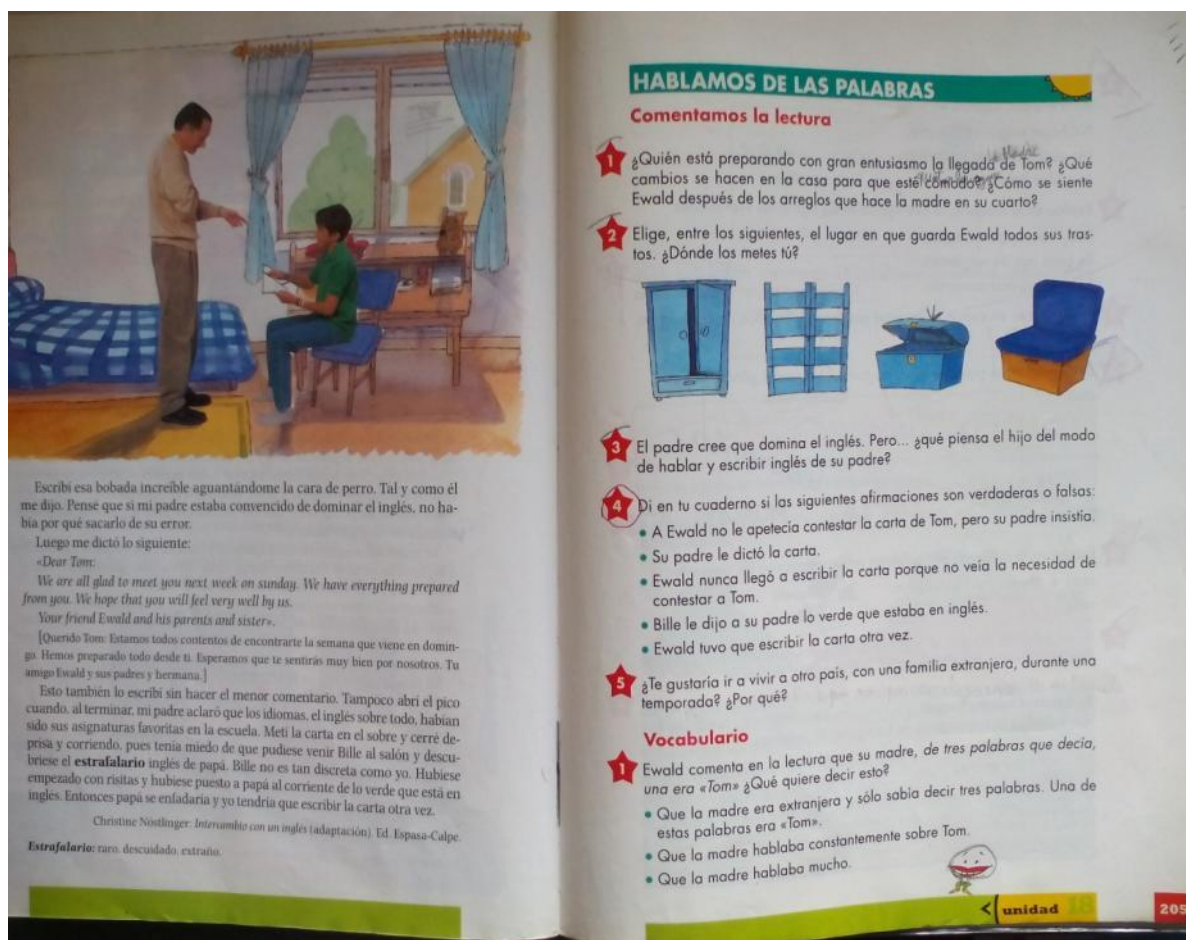 Escribí esa bobada increíble aguantándome la cara de perro. Tal y como él
me dijo. Pensé que si mi padre estaba convencido de dominar el inglés, no ha-
bía por qué sacarlo de su error.
Luego me dictó lo siguiente:
«Dear Tom:
We are all glad to meet you next week on sunday. We have everything prepared
from you. We hope that you will feel very well by us.
Your friend Ewald and his parents and sister».
[Querido Tom: Estamos todos contentos de encontrarte la semana que viene en domin-
go. Hemos preparado todo desde ti. Esperamos que te sentirás muy bien por nosotros. Tu
amigo Ewald y sus padres y hermana.]
Esto también lo escribí sin hacer el menor comentario. Tampoco abrí el pico
cuando, al terminar, mi padre aclaró que los idiomas, el inglés sobre todo, habían
sido sus asignaturas favoritas en la escuela. Metí la carta en el sobre y cerré de-
prisa y corriendo, pues tenía miedo de que pudiese venir Bille al salón y descu-
briese el estrafalario inglés de papá. Bille no es tan discreta como yo. Hubiese
empezado con risitas y hubiese puesto a papá al corriente de lo verde que está en
inglés. Entonces papá se enfadaría y yo tendría que escribir la carta otra vez.
Christine Nöstlinger: Intercambio con un inglés (adaptación). Ed. Espasa-Calpe.
Estrafalario: raro, descuidado, extraño.
HABLAMOS DE LAS PALABRAS
Comentamos la lectura
1 ¿Quién está preparando con gran entusiasmo la llegada de Tom? ¿Qué
cambios se hacen en la casa para que esté cómodo? ¿Cómo se siente
Ewald después de los arreglos que hace la madre en su cuarto?
2 Elige, entre los siguientes, el lugar en que guarda Ewald todos sus tras-
tos. ¿Dónde los metes tú?
3 El padre cree que domina el inglés. Pero... ¿qué piensa el hijo del modo
de hablar y escribir inglés de su padre?
4 Di en tu cuaderno si las siguientes afirmaciones son verdaderas o falsas:
• A Ewald no le apetecía contestar la carta de Tom, pero su padre insistía.
• Su padre le dictó la carta.
• Ewald nunca llegó a escribir la carta porque no veía la necesidad de
contestar a Tom.
• Bille le dijo a su padre lo verde que estaba en inglés.
• Ewald tuvo que escribir la carta otra vez.
5 ¿Te gustaría ir a vivir a otro país, con una familia extranjera, durante una
temporada? ¿Por qué?
Vocabulario
1 Ewald comenta en la lectura que su madre, de tres palabras que decía,
una era «Tom» ¿Qué quiere decir esto?
• Que la madre era extranjera y sólo sabía decir tres palabras. Una de
estas palabras era «Tom».
• Que la madre hablaba constantemente sobre Tom.
• Que la madre hablaba mucho.
unidad 18
205